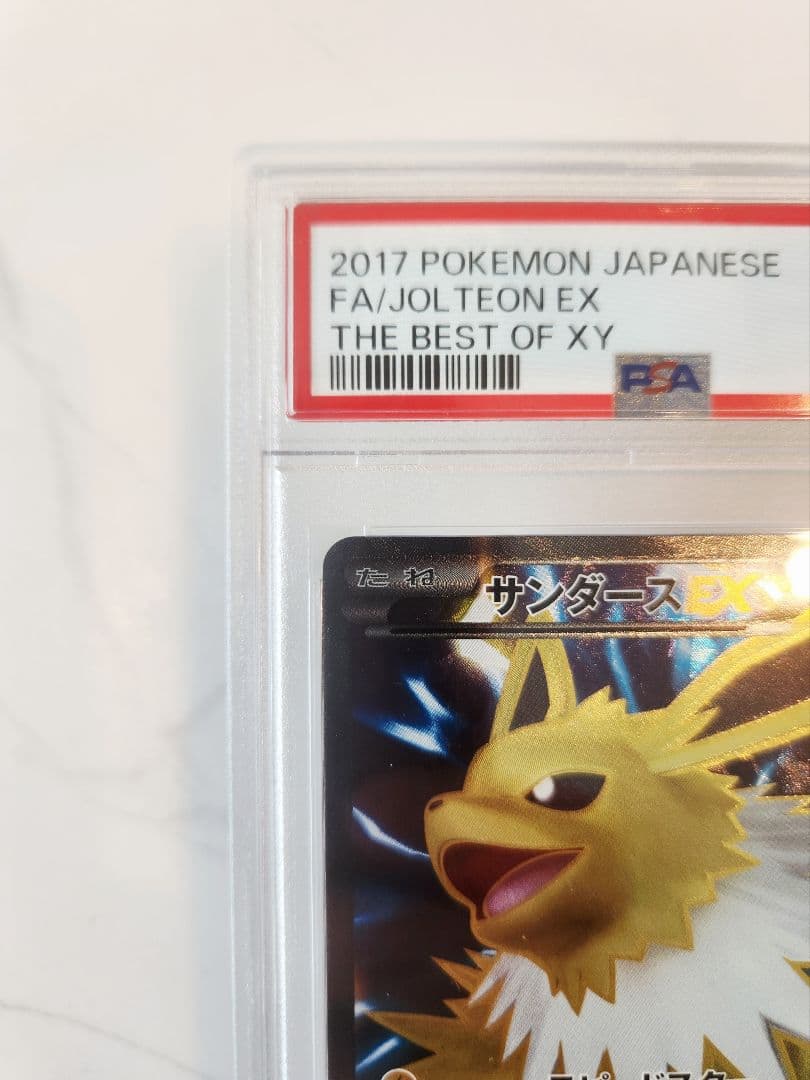 2017 POKEMON JAPANESE
FA/JOLTEON EX
THE BEST OF XY
PSA
たね
サンダースEX